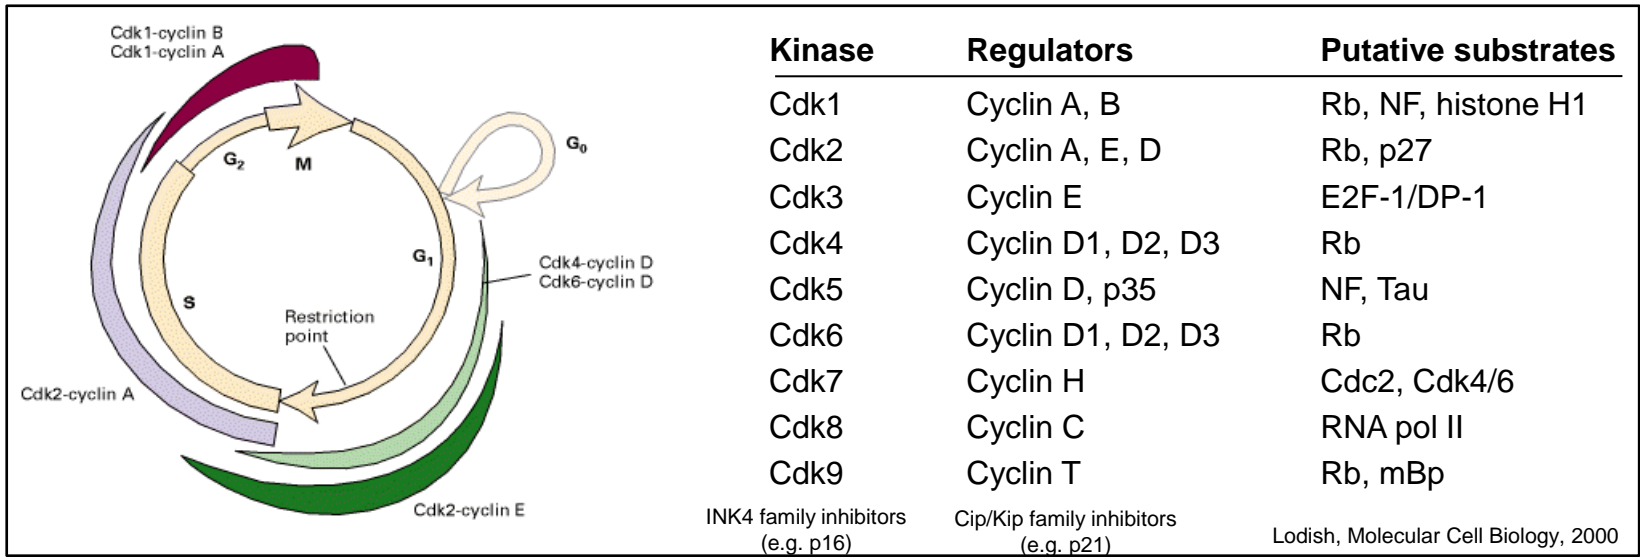 Cdk1-cyclin B
Cdk1-cyclin A
G₂
M
G₀
G₁
Cdk4-cyclin D
Cdk6-cyclin D
S
Restriction
point
Cdk2-cyclin A
Cdk2-cyclin E
Kinase Regulators Putative substrates
Cdk1 Cyclin A, B Rb, NF, histone H1
Cdk2 Cyclin A, E, D Rb, p27
Cdk3 Cyclin E E2F-1/DP-1
Cdk4 Cyclin D1, D2, D3 Rb
Cdk5 Cyclin D, p35 NF, Tau
Cdk6 Cyclin D1, D2, D3 Rb
Cdk7 Cyclin H Cdc2, Cdk4/6
Cdk8 Cyclin C RNA pol II
Cdk9 Cyclin T Rb, mBp
INK4 family inhibitors
(e.g. p16)
Cip/Kip family inhibitors
(e.g. p21)
Lodish, Molecular Cell Biology, 2000